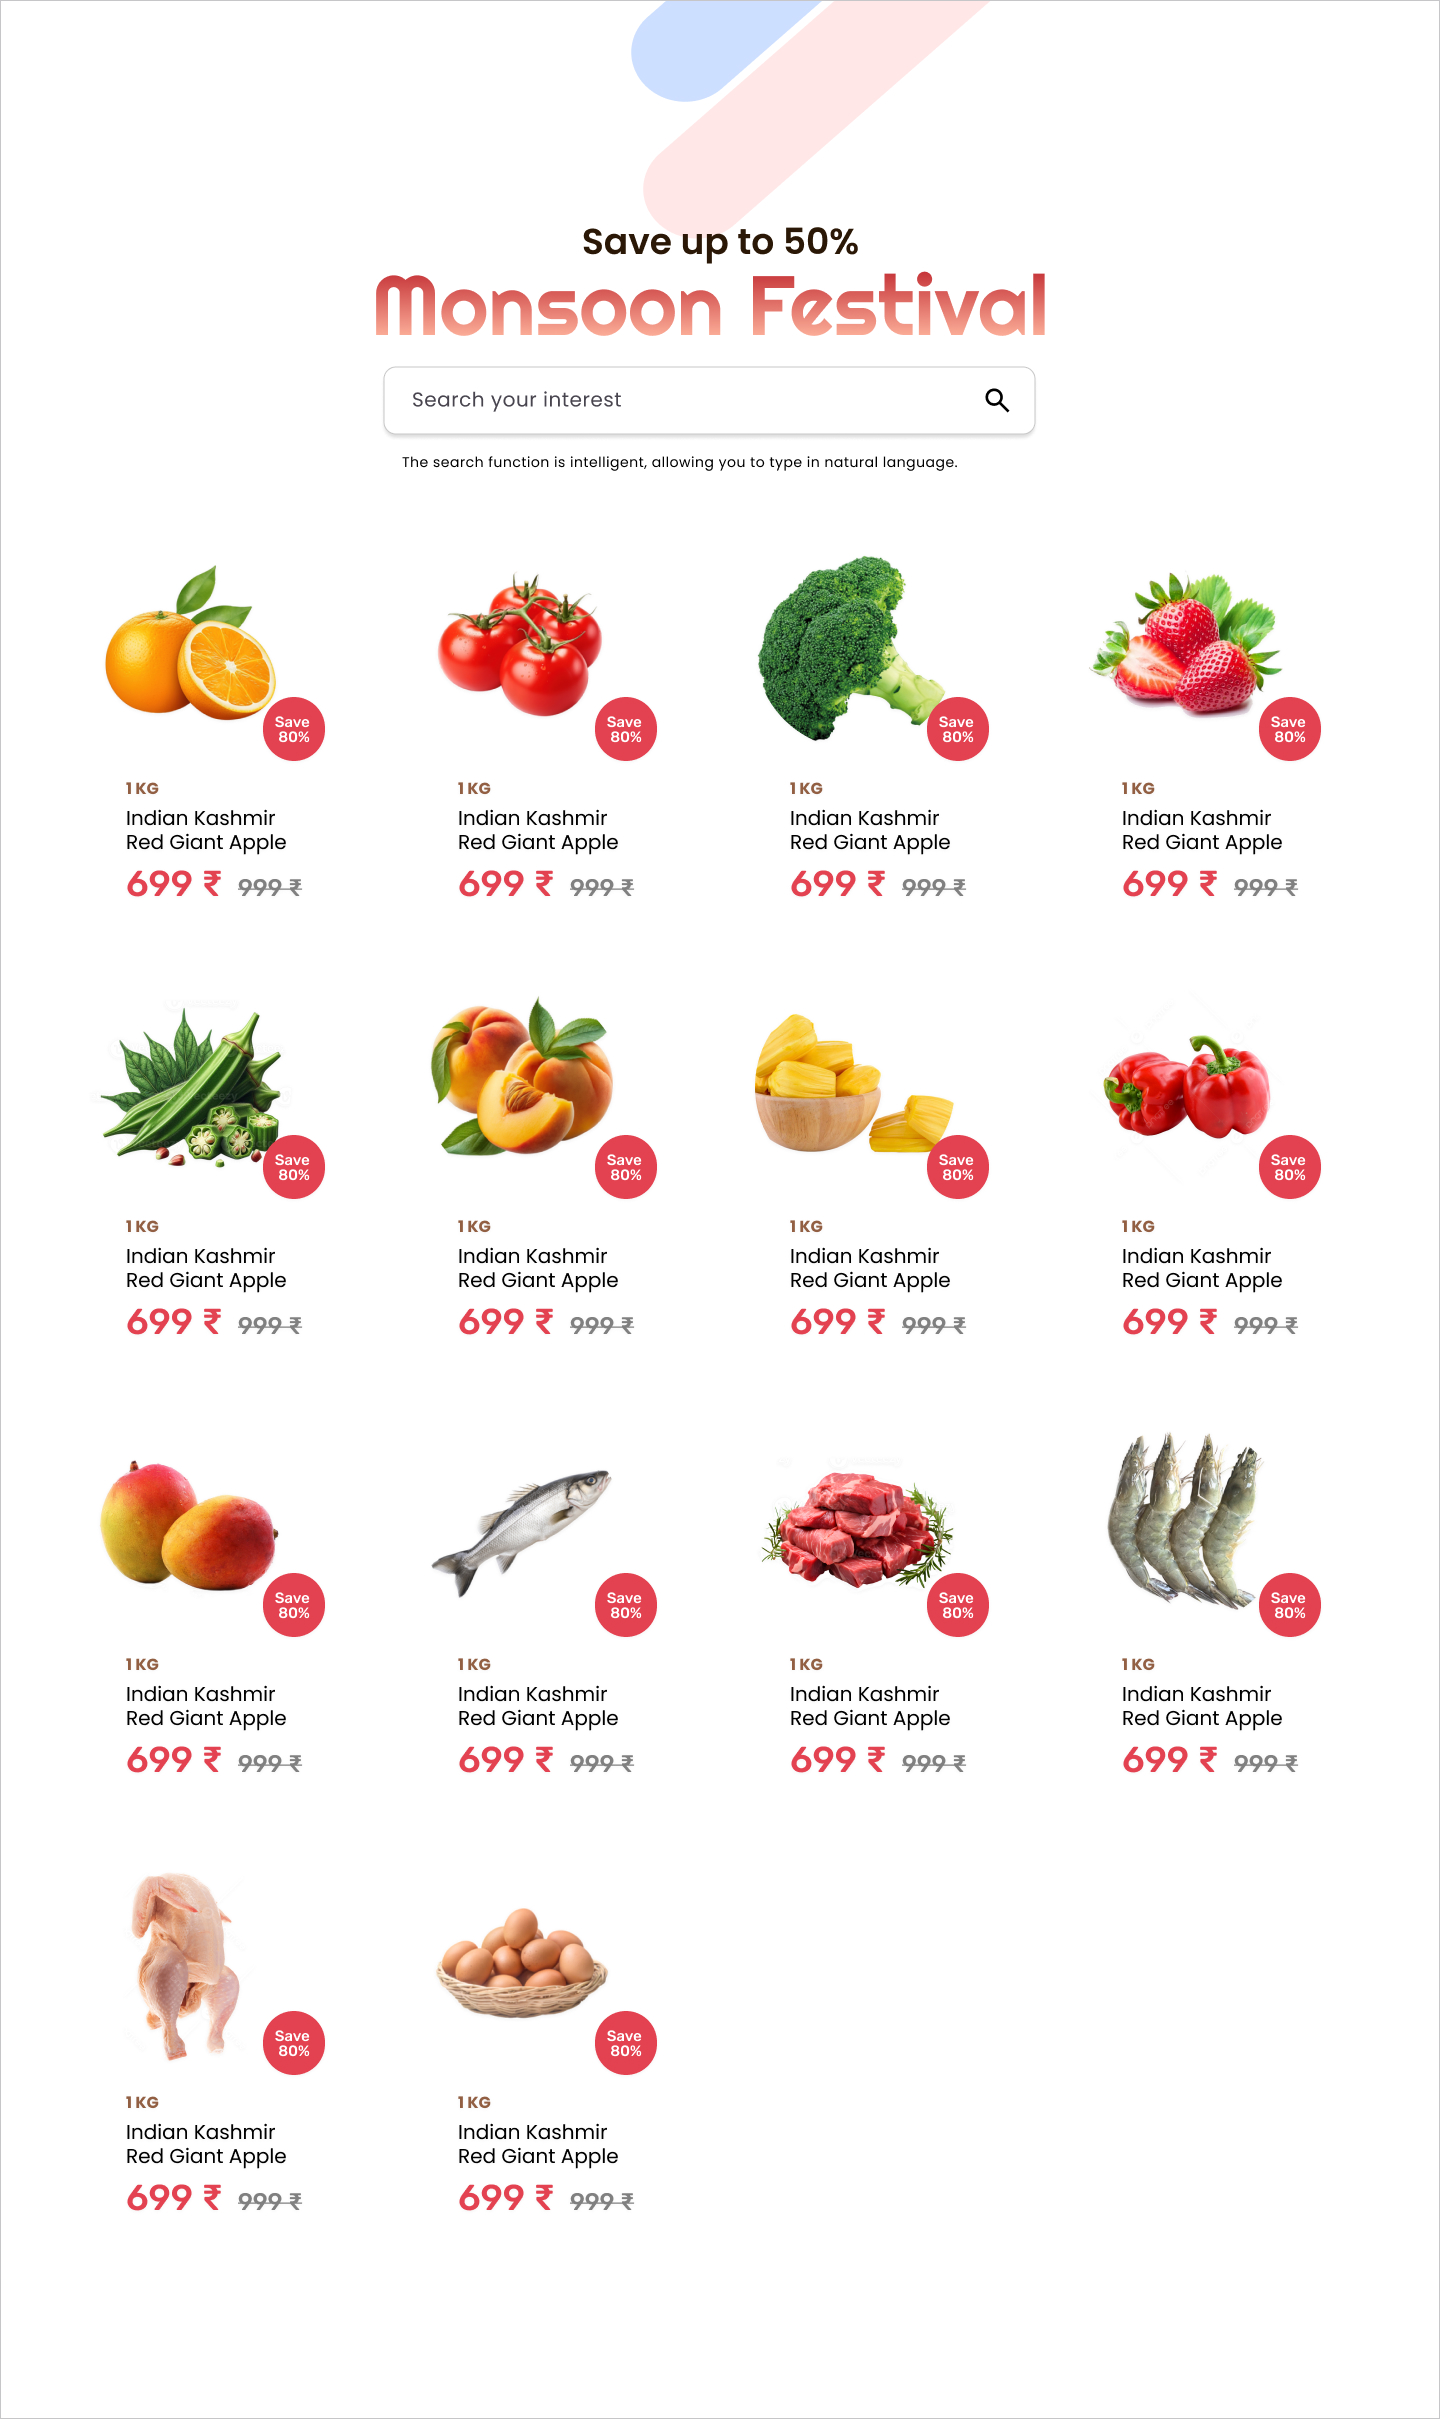 Save up to 50%
Monsoon Festival
Search your interest
The search function is intelligent, allowing you to type in natural language.
Save
80%
Save
80%
Save
80%
Save
80%
1 KG
Indian Kashmir
Red Giant Apple
699 ₹ 999 ₹
1 KG
Indian Kashmir
Red Giant Apple
699 ₹ 999 ₹
1 KG
Indian Kashmir
Red Giant Apple
699 ₹ 999 ₹
1 KG
Indian Kashmir
Red Giant Apple
699 ₹ 999 ₹
Save
80%
Save
80%
Save
80%
Save
80%
1 KG
Indian Kashmir
Red Giant Apple
699 ₹ 999 ₹
1 KG
Indian Kashmir
Red Giant Apple
699 ₹ 999 ₹
1 KG
Indian Kashmir
Red Giant Apple
699 ₹ 999 ₹
1 KG
Indian Kashmir
Red Giant Apple
699 ₹ 999 ₹
Save
80%
Save
80%
Save
80%
Save
80%
1 KG
Indian Kashmir
Red Giant Apple
699 ₹ 999 ₹
1 KG
Indian Kashmir
Red Giant Apple
699 ₹ 999 ₹
1 KG
Indian Kashmir
Red Giant Apple
699 ₹ 999 ₹
1 KG
Indian Kashmir
Red Giant Apple
699 ₹ 999 ₹
Save
80%
Save
80%
1 KG
Indian Kashmir
Red Giant Apple
699 ₹ 999 ₹
1 KG
Indian Kashmir
Red Giant Apple
699 ₹ 999 ₹